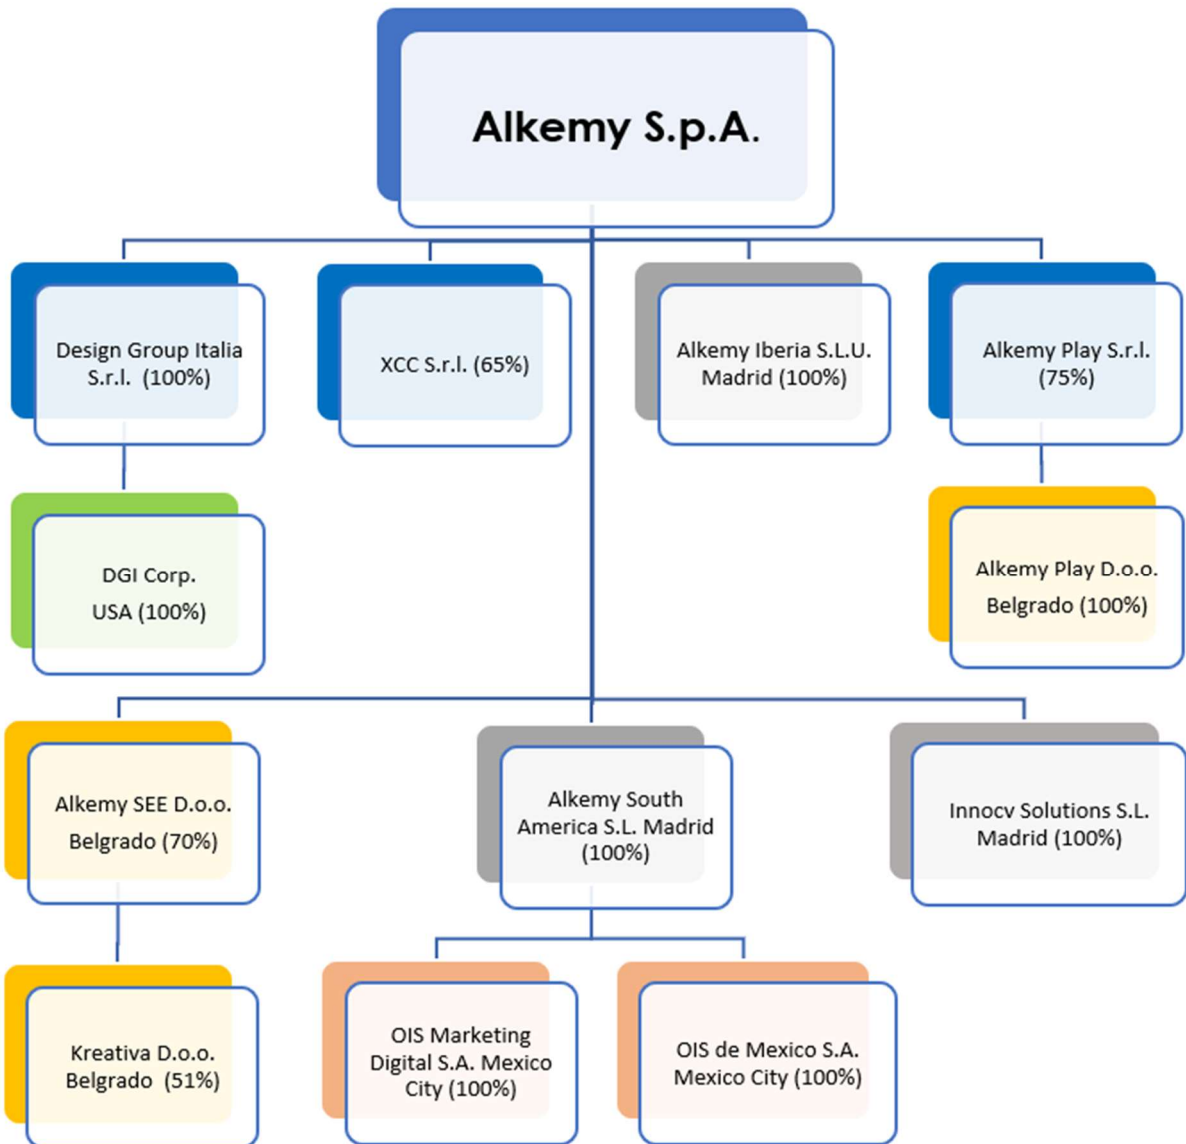 Alkemy S.p.A.
Design Group Italia
S.r.l. (100%)
XCC S.r.l. (65%)
Alkemy Iberia S.L.U.
Madrid (100%)
Alkemy Play S.r.l.
(75%)
DGI Corp.
USA (100%)
Alkemy Play D.o.o.
Belgrado (100%)
Alkemy SEE D.o.o.
Belgrado (70%)
Alkemy South
America S.L. Madrid
(100%)
Innocv Solutions S.L.
Madrid (100%)
Kreativa D.o.o.
Belgrado (51%)
OIS Marketing
Digital S.A. Mexico
City (100%)
OIS de Mexico S.A.
Mexico City (100%)